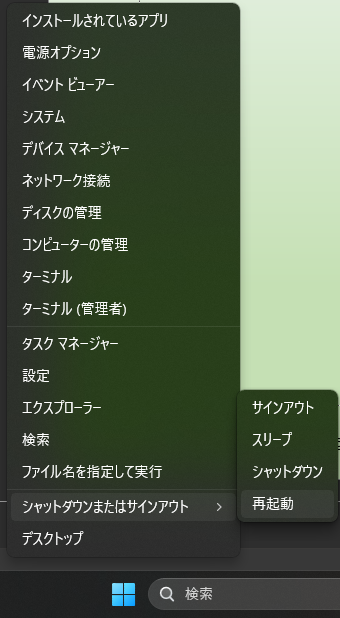 インストールされているアプリ
電源オプション
イベント ビューアー
システム
デバイス マネージャー
ネットワーク接続
ディスクの管理
コンピューターの管理
ターミナル
ターミナル (管理者)
タスク マネージャー
設定
エクスプローラー
検索
ファイル名を指定して実行
シャットダウンまたはサインアウト
デスクトップ
サインアウト
スリープ
シャットダウン
再起動
検索